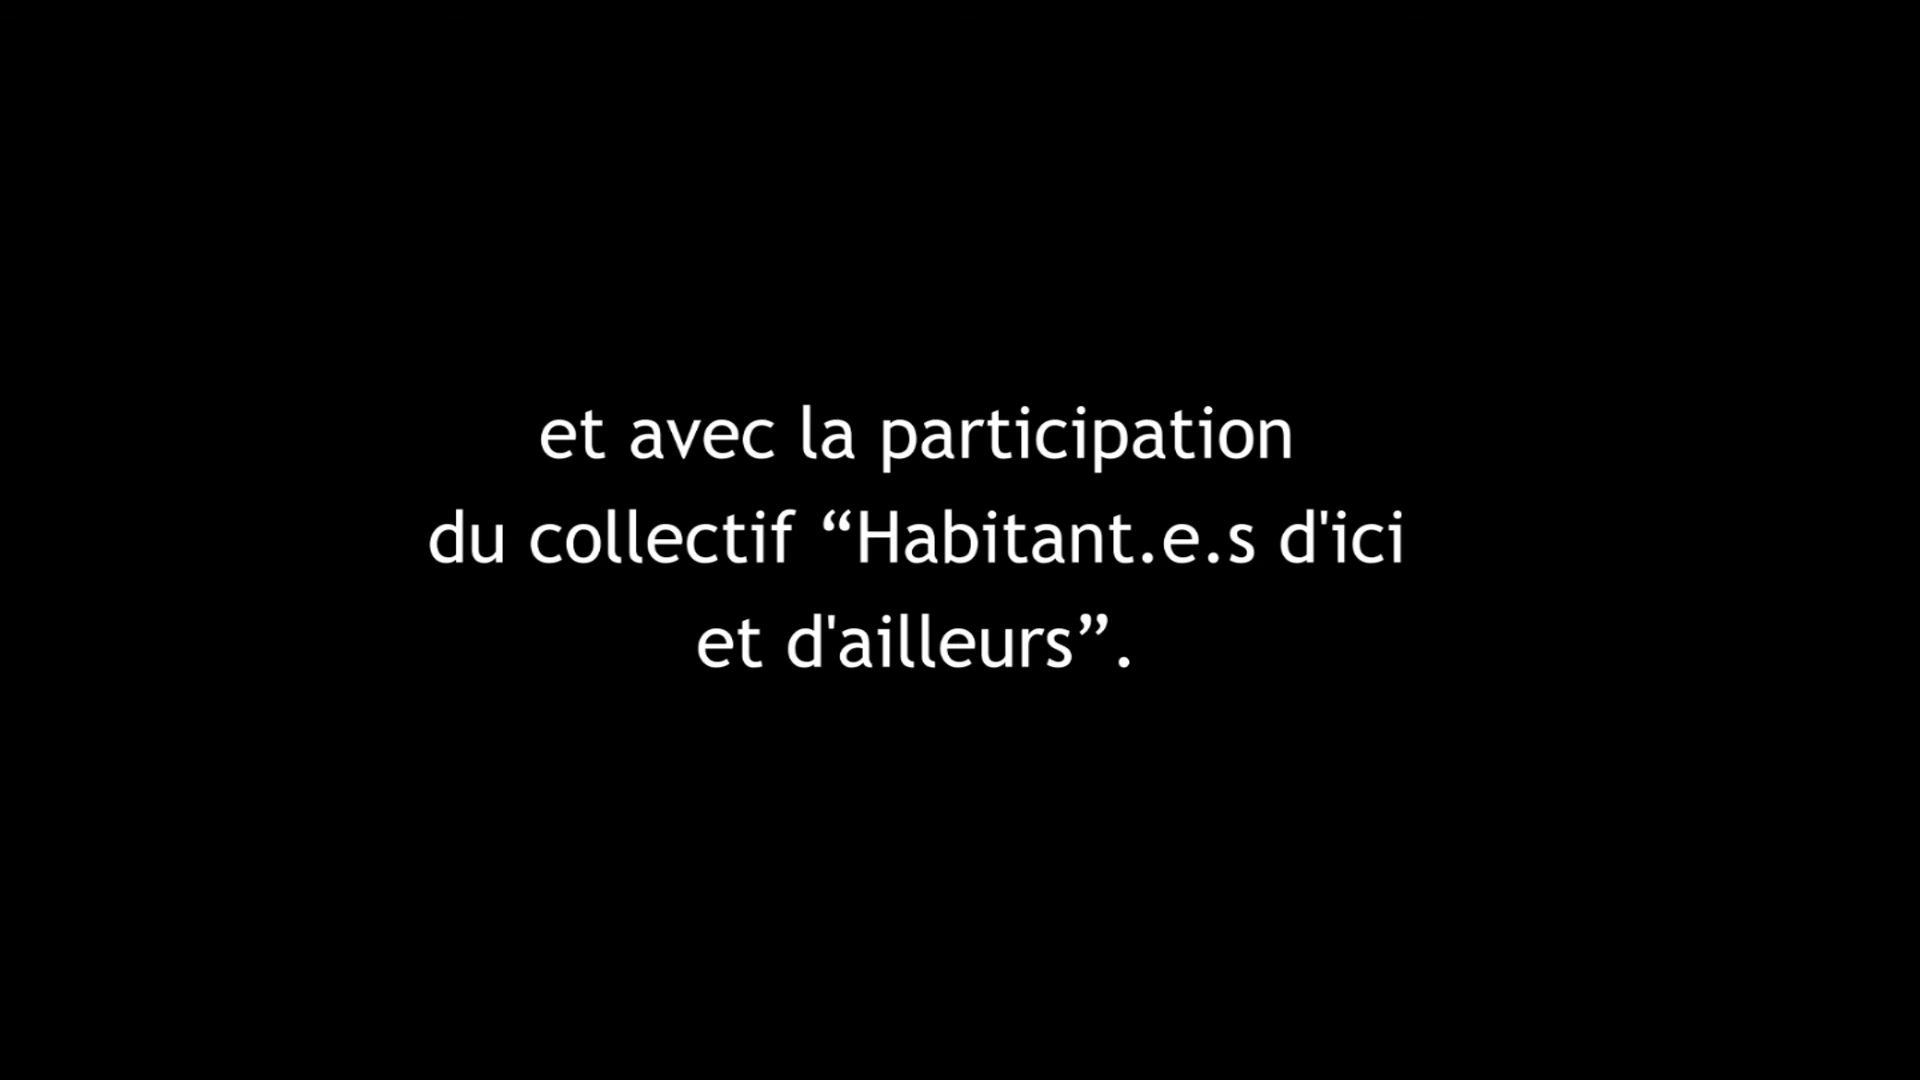 et avec la participation
du collectif “Habitant.e.s d'ici
et d'ailleurs”.